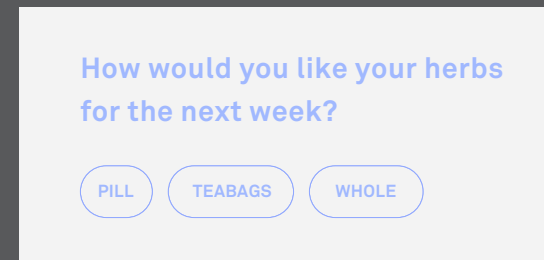 How would you like your herbs
for the next week?
PILL TEABAGS WHOLE